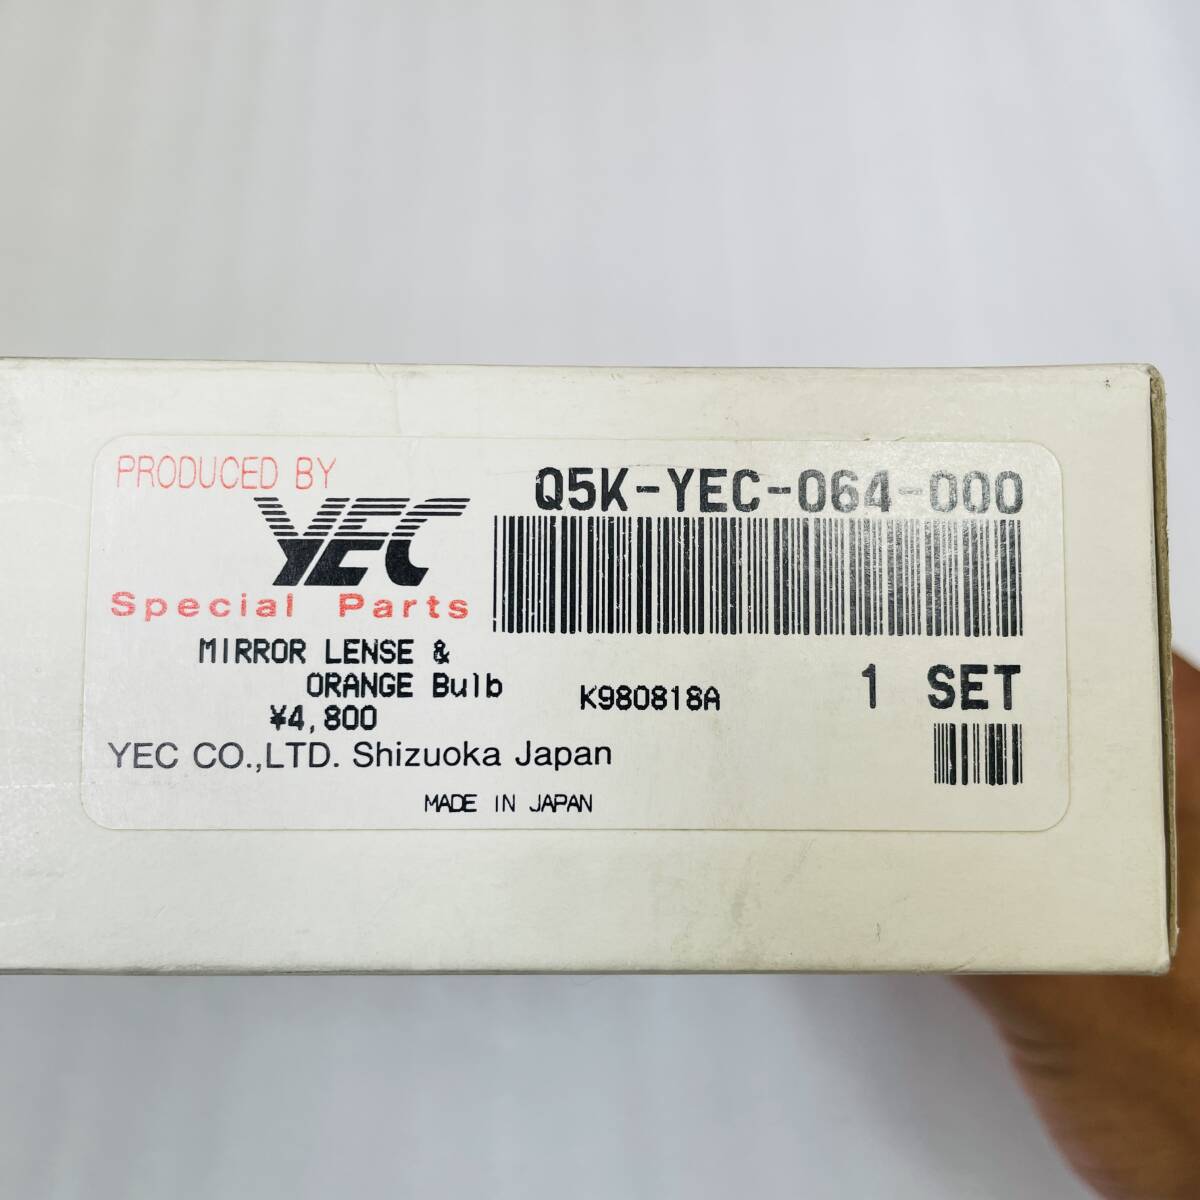 PRODUCED BY
YEC
Special Parts
Q5K-YEC-064-000
MIRROR LENSE &
ORANGE Bulb
¥4,800
K980818A
1 SET
YEC CO.,LTD. Shizuoka Japan
MADE IN JAPAN